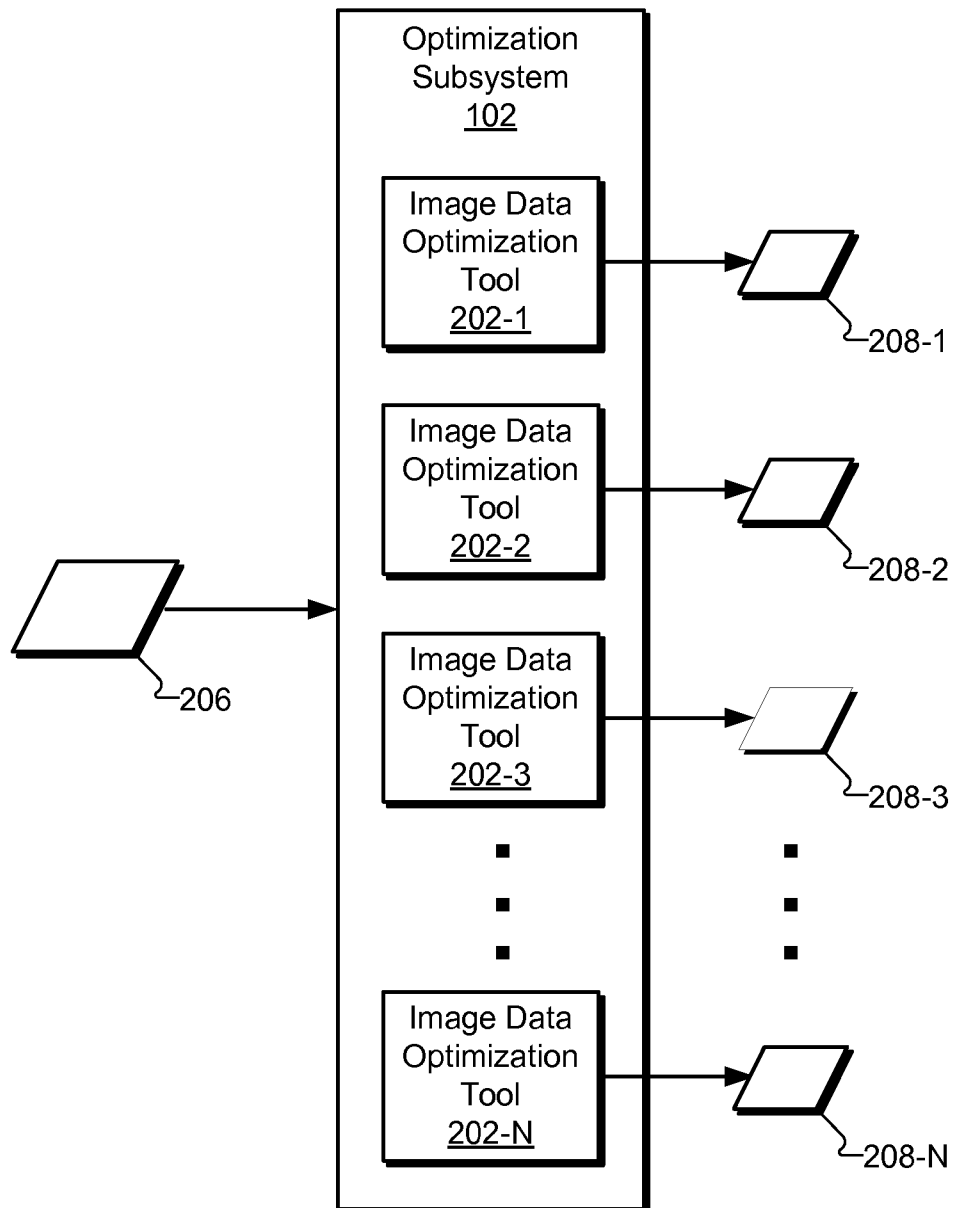 Optimization
Subsystem
102
Image Data
Optimization
Tool
202-1
208-1
Image Data
Optimization
Tool
202-2
208-2
206
Image Data
Optimization
Tool
202-3
208-3
Image Data
Optimization
Tool
202-N
208-N